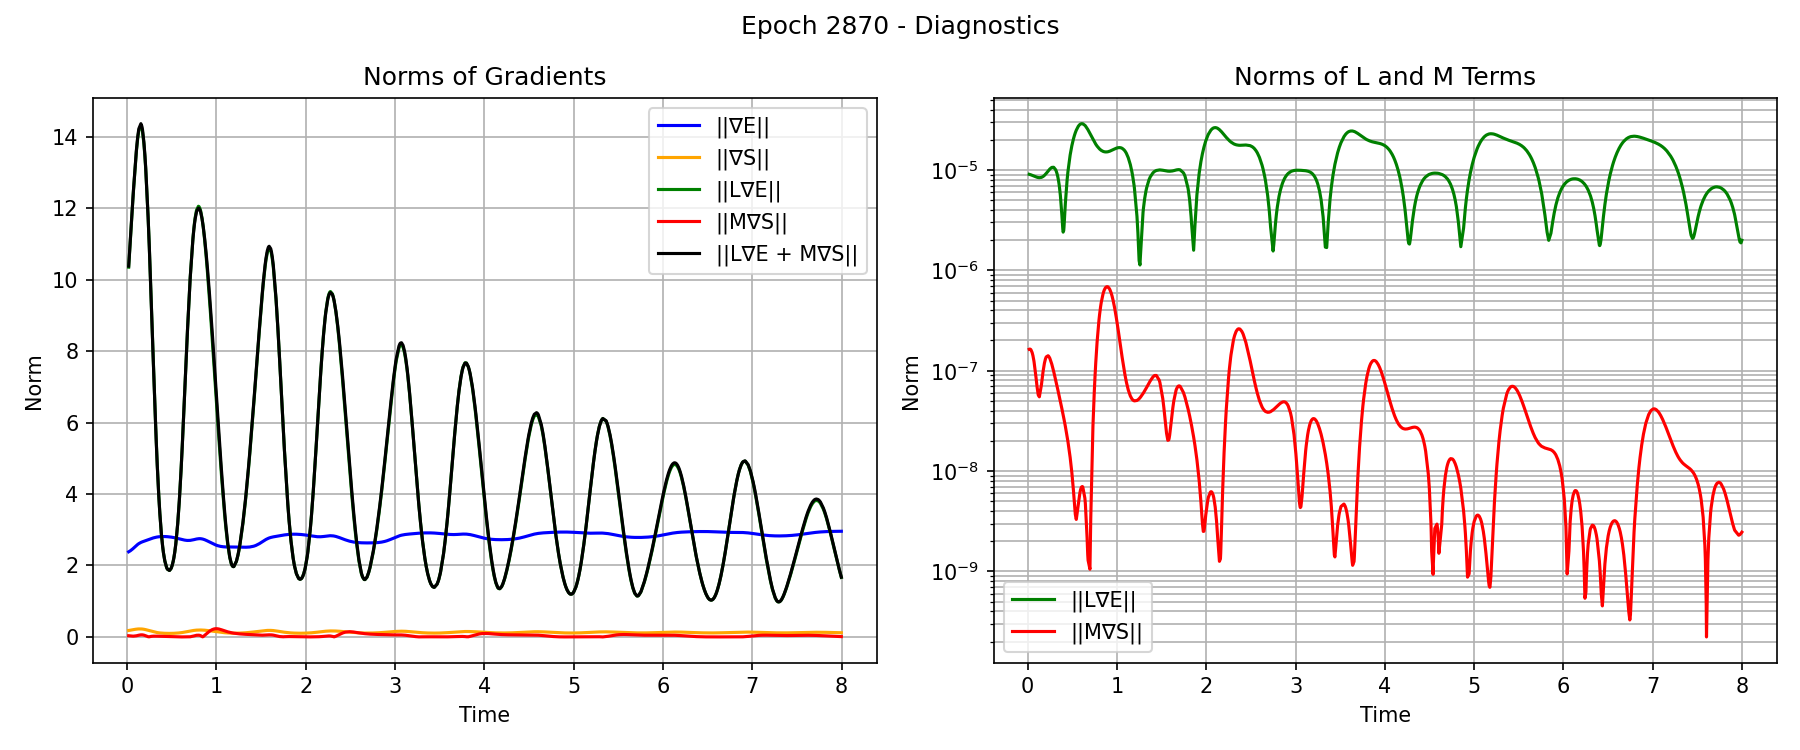 Epoch 2870 - Diagnostics
Norms of Gradients
Norm
14
12
10
8
6
4
2
0
0 1 2 3 4 5 6 7 8
Time
||∇E||
||∇S||
||L∇E||
||M∇S||
||L∇E + M∇S||
Norms of L and M Terms
Norm
10⁻⁵
10⁻⁶
10⁻⁷
10⁻⁸
10⁻⁹
0 1 2 3 4 5 6 7 8
Time
||L∇E||
||M∇S||